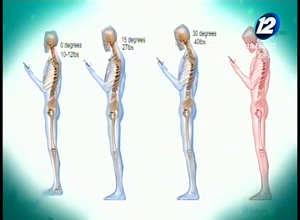 12
0 degrees
10-12lbs
15 degrees
27lbs
30 degrees
40lbs